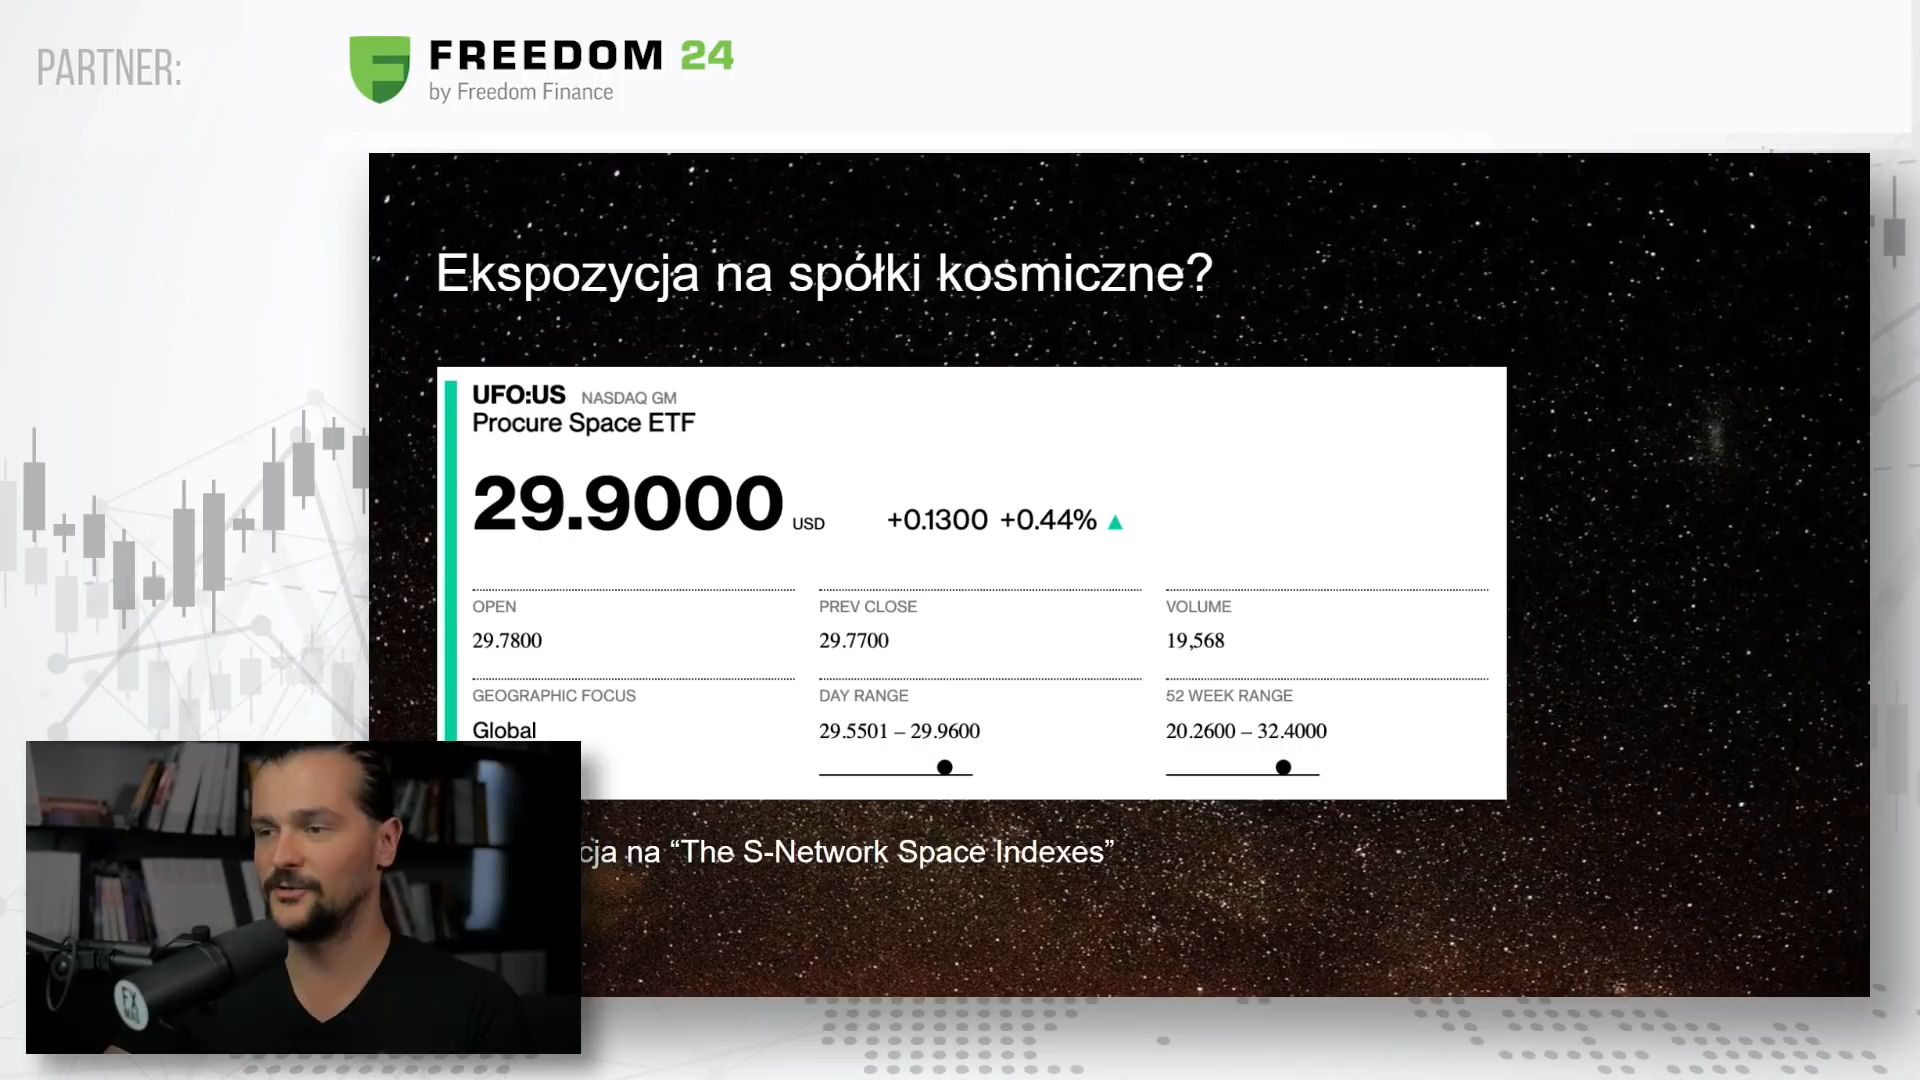 PARTNER:
FREEDOM 24
by Freedom Finance
Ekspozycja na spółki kosmiczne?
UFO:US NASDAQ GM
Procure Space ETF
29.9000 USD +0.1300 +0.44% ▲
OPEN PREV CLOSE VOLUME
29.7800 29.7700 19,568
GEOGRAPHIC FOCUS DAY RANGE 52 WEEK RANGE
Global 29.5501 – 29.9600 20.2600 – 32.4000
cja na “The S-Network Space Indexes”
FX